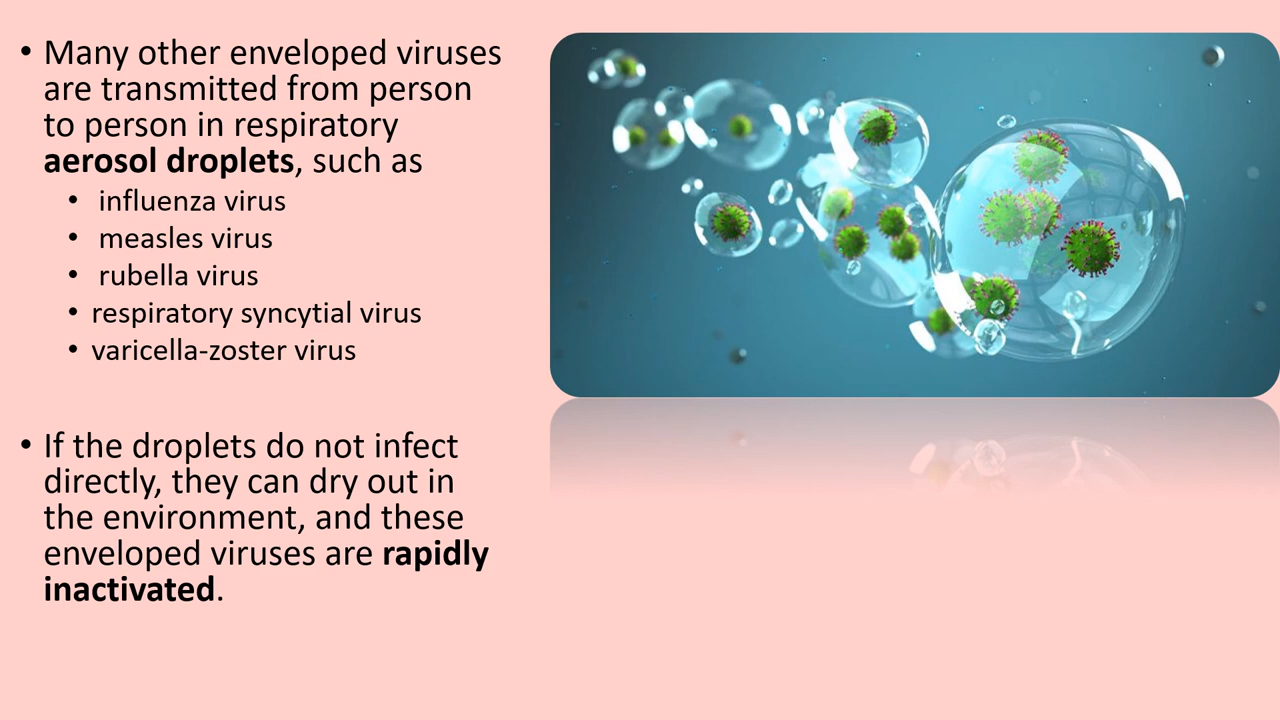 • Many other enveloped viruses
are transmitted from person
to person in respiratory
aerosol droplets, such as
• influenza virus
• measles virus
• rubella virus
• respiratory syncytial virus
• varicella-zoster virus
• If the droplets do not infect
directly, they can dry out in
the environment, and these
enveloped viruses are rapidly
inactivated.